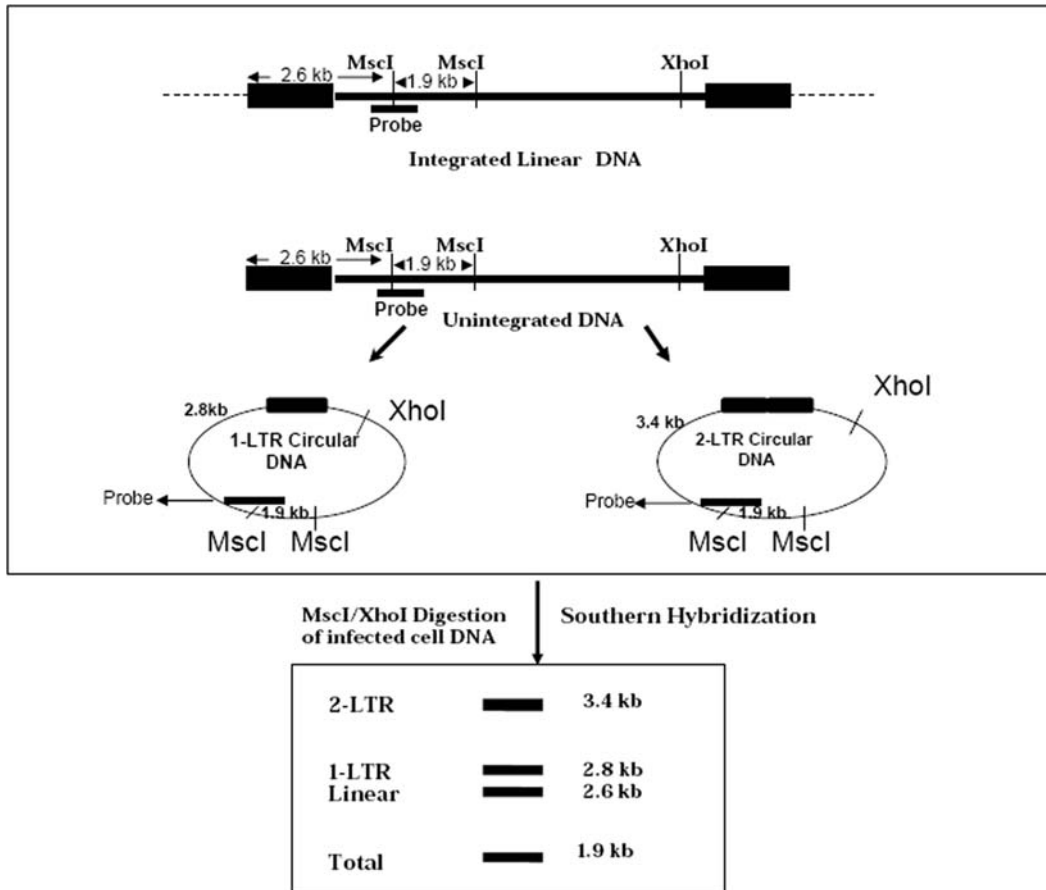 MscI MscI XhoI
2.6 kb 1.9 kb
Probe
Integrated Linear DNA
MscI MscI XhoI
2.6 kb 1.9 kb
Probe
Unintegrated DNA
2.8kb
XhoI
1-LTR Circular
DNA
Probe
1.9 kb
MscI MscI
3.4 kb
XhoI
2-LTR Circular
DNA
Probe
1.9 kb
MscI MscI
MscI/XhoI Digestion
of infected cell DNA
Southern Hybridization
2-LTR 3.4 kb
1-LTR 2.8 kb
Linear 2.6 kb
Total 1.9 kb